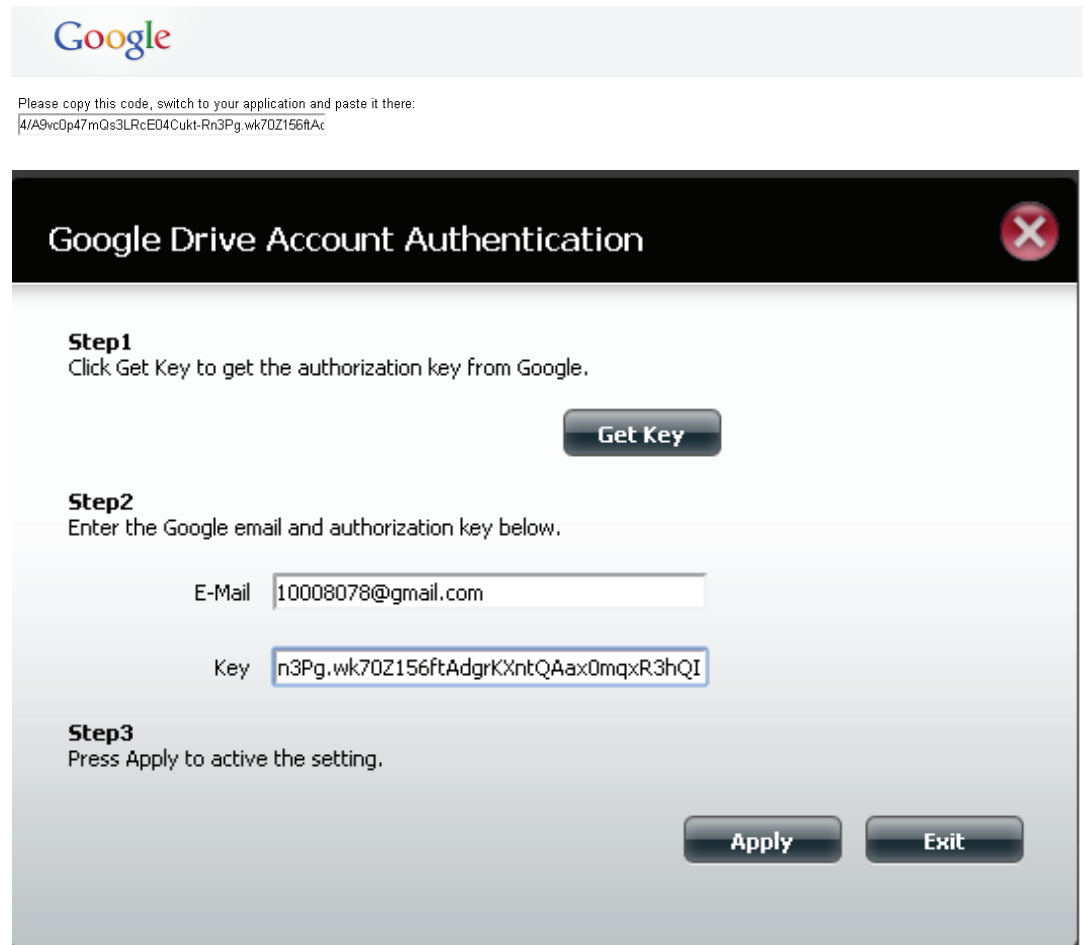 Google
Please copy this code, switch to your application and paste it there:
4/A9vc0p47mQs3LRcE04Cukt-Rn3Pg.wk70Z156ftAc
Google Drive Account Authentication
Step1
Click Get Key to get the authorization key from Google.
Get Key
Step2
Enter the Google email and authorization key below.
E-Mail 10008078@gmail.com
Key n3Pg.wk70Z156ftAdgrKXntQAax0mqxR3hQI
Step3
Press Apply to active the setting.
Apply Exit